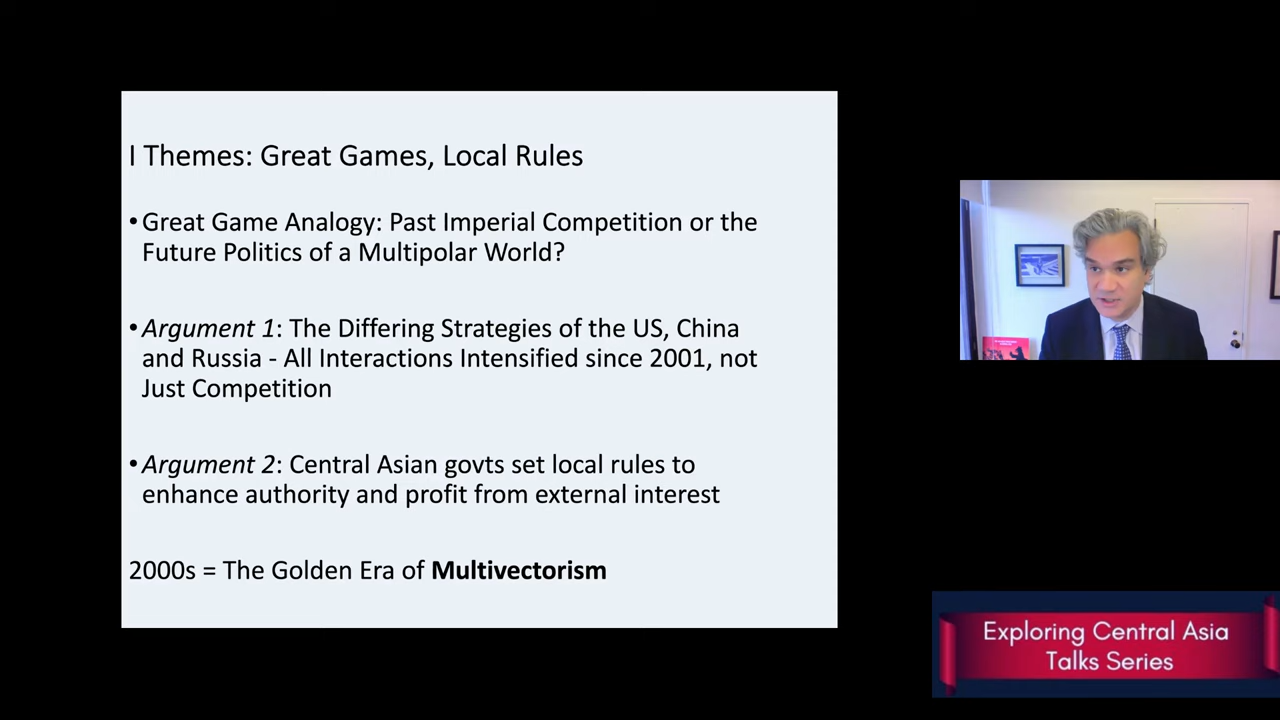 I Themes: Great Games, Local Rules
•Great Game Analogy: Past Imperial Competition or the
Future Politics of a Multipolar World?
•Argument 1: The Differing Strategies of the US, China
and Russia - All Interactions Intensified since 2001, not
Just Competition
•Argument 2: Central Asian govts set local rules to
enhance authority and profit from external interest
2000s = The Golden Era of Multivectorism
Exploring Central Asia
Talks Series